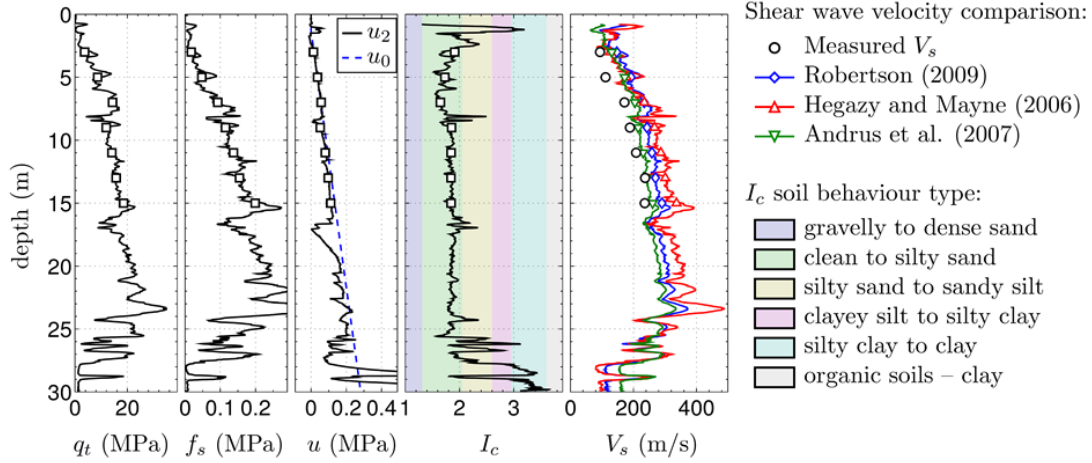 0
5
10
15
20
25
30
depth (m)
0 20
q_t (MPa)
0 0.1 0.2
f_s (MPa)
u_2
u_0
0 0.2 0.4
u (MPa)
1 2 3
I_c
0 200 400
V_s (m/s)
Shear wave velocity comparison:
Measured V_s
Robertson (2009)
Hegazy and Mayne (2006)
Andrus et al. (2007)
I_c soil behaviour type:
gravelly to dense sand
clean to silty sand
silty sand to sandy silt
clayey silt to silty clay
silty clay to clay
organic soils – clay